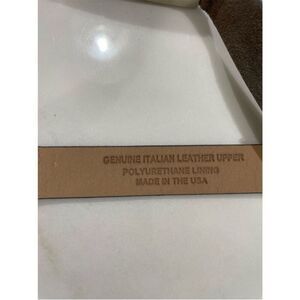 GENUINE ITALIAN LEATHER UPPER
POLYURETHANE LINING
MADE IN THE USA